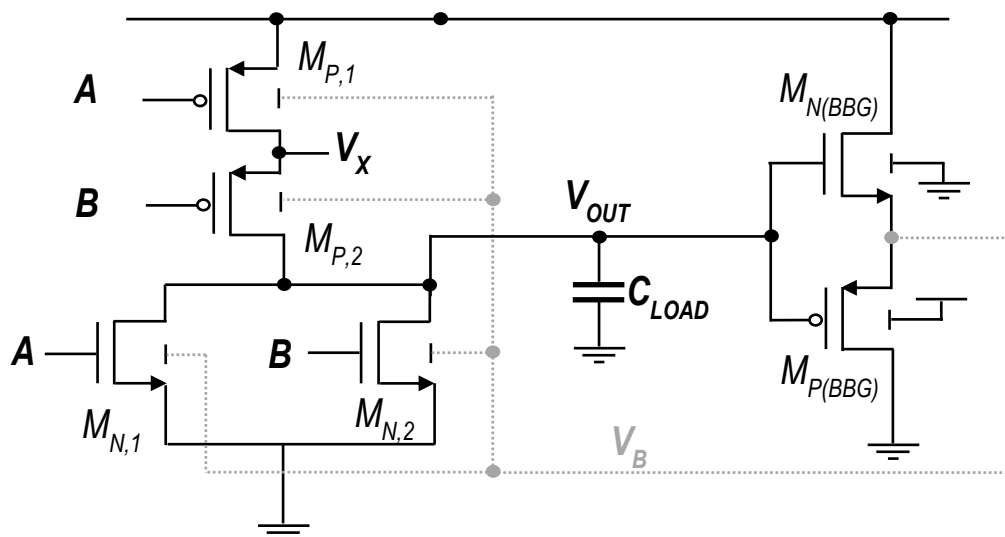 M_{P,1}
A
V_X
M_{N(BBG)}
B
V_{OUT}
M_{P,2}
C_{LOAD}
A
B
M_{P(BBG)}
M_{N,1}
M_{N,2}
V_B